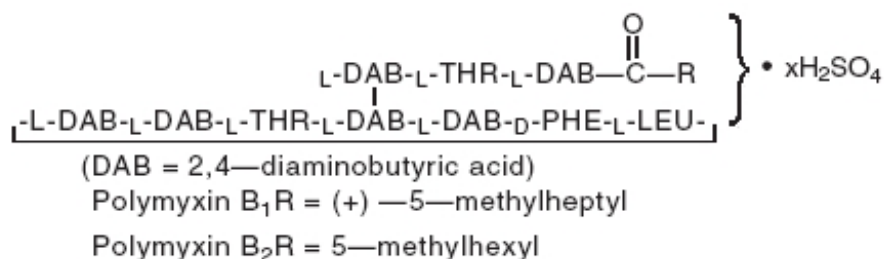 O
L-DAB-L-THR-L-DAB—C—R
• xH₂SO₄
-L-DAB-L-DAB-L-THR-L-DAB-L-DAB-D-PHE-L-LEU-
(DAB = 2,4—diaminobutyric acid)
Polymyxin B₁R = (+) —5—methylheptyl
Polymyxin B₂R = 5—methylhexyl